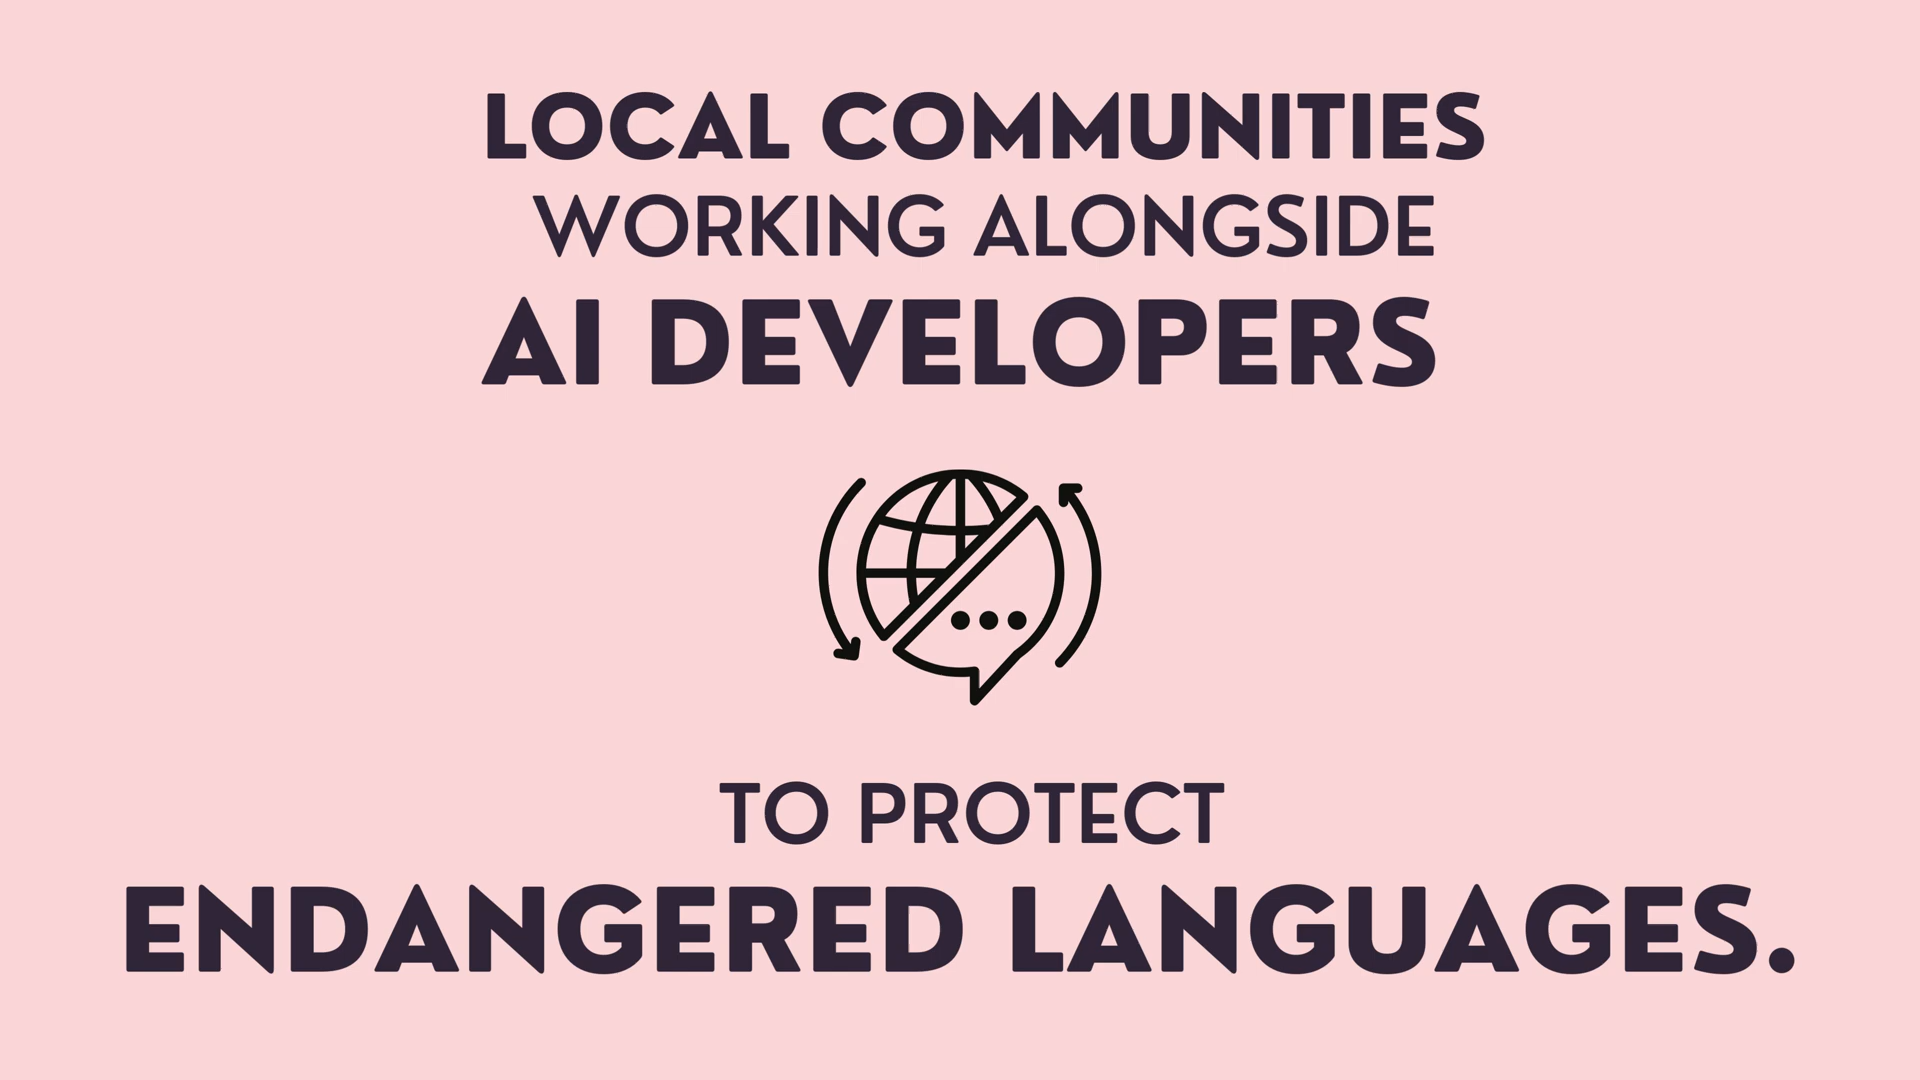 LOCAL COMMUNITIES
WORKING ALONGSIDE
AI DEVELOPERS
TO PROTECT
ENDANGERED LANGUAGES.